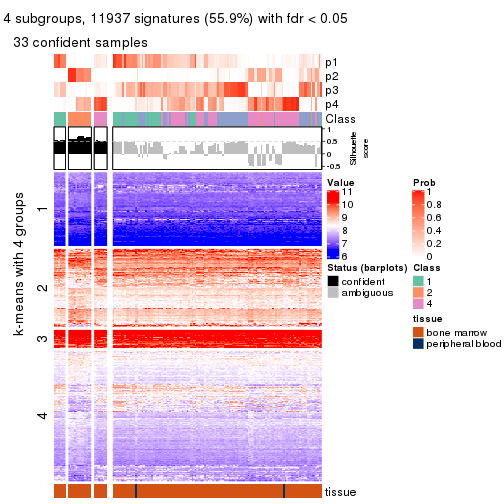 4 subgroups, 11937 signatures (55.9%) with fdr < 0.05
33 confident samples
p1
p2
p3
p4
Class
1
0.5
0
-0.5
Silhouette
score
k-means with 4 groups
1
2
3
4
tissue
Value
11
10
9
8
7
6
Prob
1
0.8
0.6
0.4
0.2
0
Status (barplots)
confident
ambiguous
Class
1
2
4
tissue
bone marrow
peripheral blood